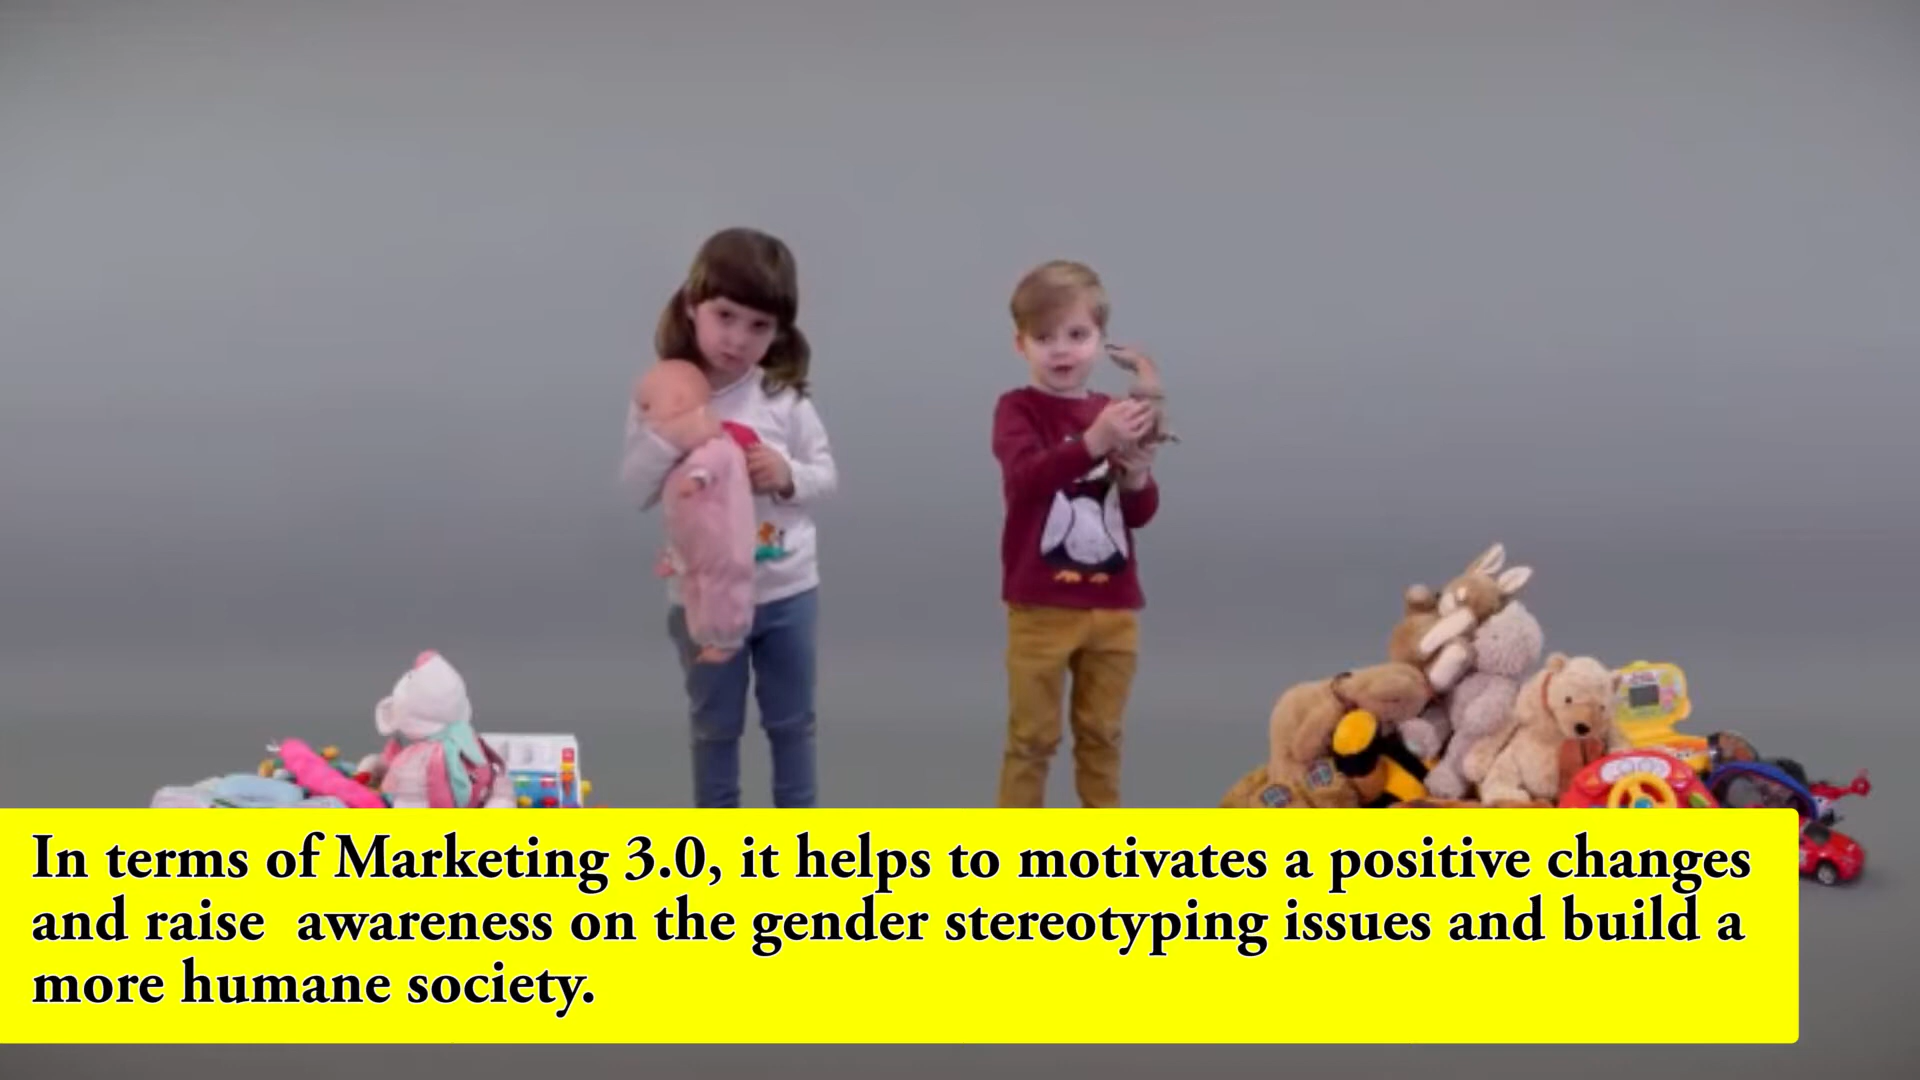 In terms of Marketing 3.0, it helps to motivates a positive changes
and raise  awareness on the gender stereotyping issues and build a
more humane society.